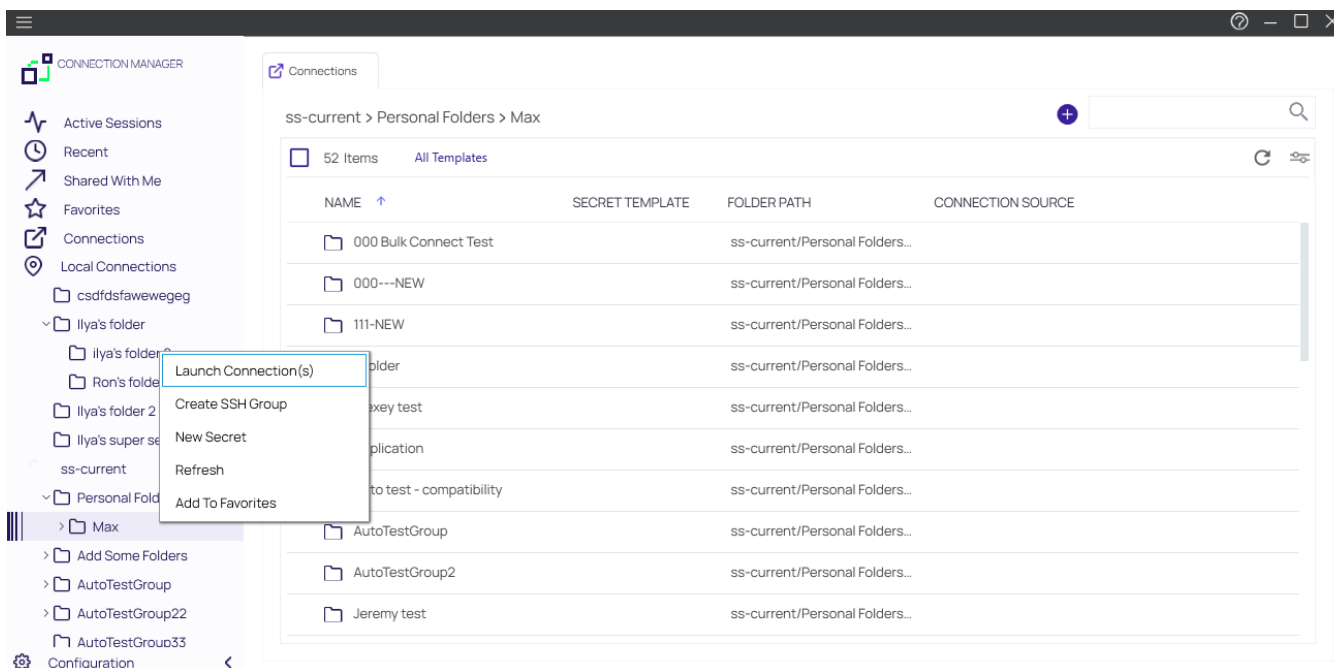 CONNECTION MANAGER
Active Sessions
Recent
Shared With Me
Favorites
Connections
Local Connections
csdfdsfawewegeg
Ilya's folder
ilya's folder
Ron's folde
Ilya's folder 2
Ilya's super se
ss-current
Personal Fold
Max
Add Some Folders
AutoTestGroup
AutoTestGroup22
AutoTestGroup33
Configuration
Launch Connection(s)
Create SSH Group
New Secret
Refresh
Add To Favorites
Connections
ss-current > Personal Folders > Max
52 Items All Templates
NAME SECRET TEMPLATE FOLDER PATH CONNECTION SOURCE
000 Bulk Connect Test ss-current/Personal Folders...
000---NEW ss-current/Personal Folders...
111-NEW ss-current/Personal Folders...
older ss-current/Personal Folders...
exey test ss-current/Personal Folders...
plication ss-current/Personal Folders...
to test - compatibility ss-current/Personal Folders...
AutoTestGroup ss-current/Personal Folders...
AutoTestGroup2 ss-current/Personal Folders...
Jeremy test ss-current/Personal Folders...